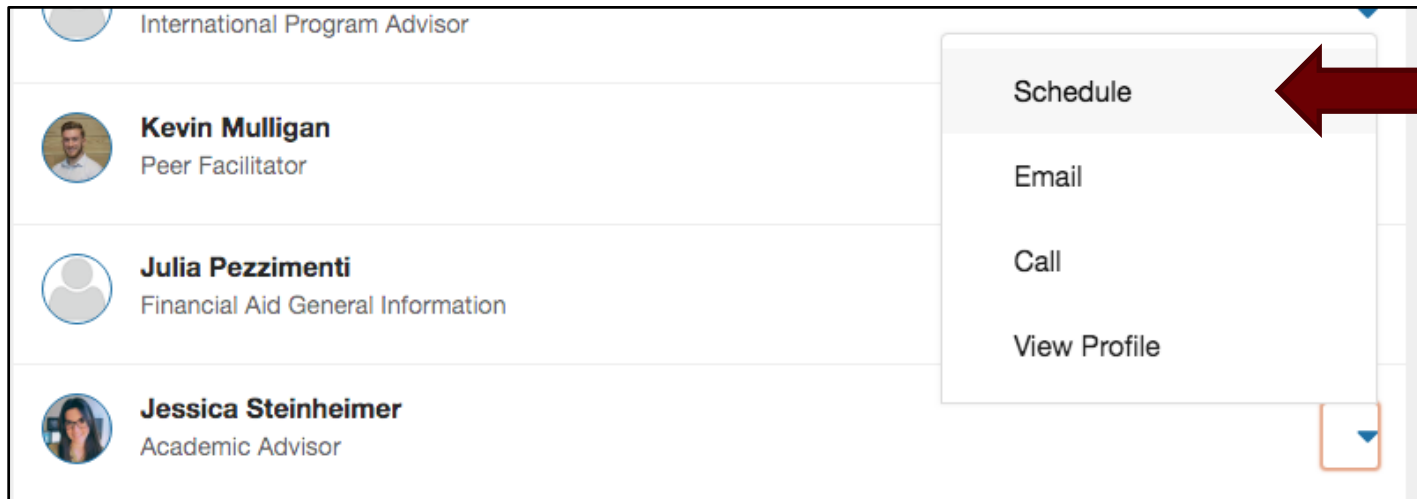 International Program Advisor
Schedule
Kevin Mulligan
Peer Facilitator
Email
Call
Julia Pezzimenti
Financial Aid General Information
View Profile
Jessica Steinheimer
Academic Advisor